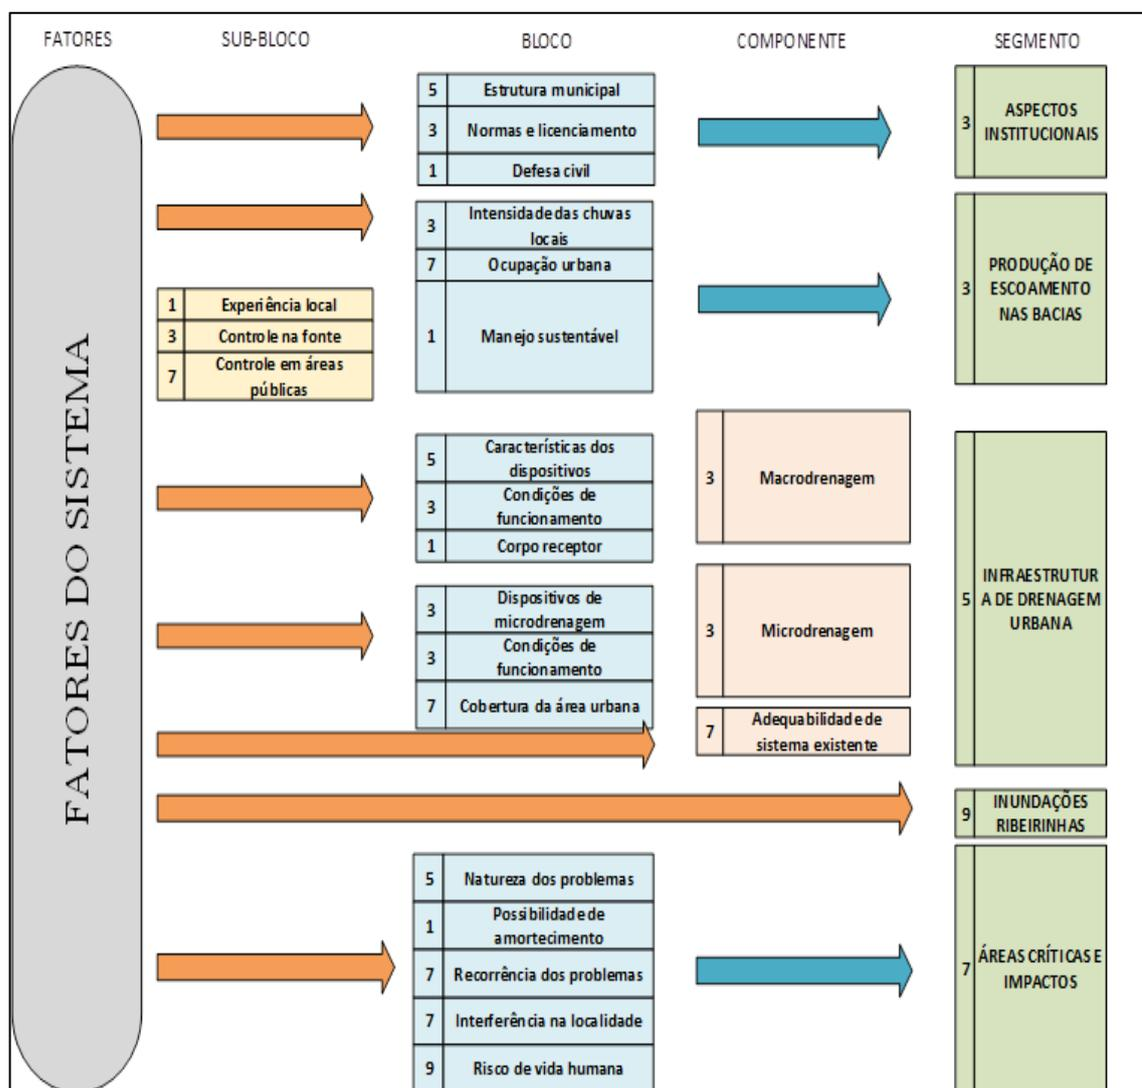 FATORES
SUB-BLOCO
BLOCO
COMPONENTE
SEGMENTO
FATORES DO SISTEMA
5 Estrutura municipal
3 Normas e licenciamento
1 Defesa civil
3 ASPECTOS
INSTITUCIONAIS
3 Intensidade das chuvas
locais
7 Ocupação urbana
1 Manejo sustentável
1 Experiência local
3 Controle na fonte
7 Controle em áreas
públicas
3 PRODUÇÃO DE
ESCOAMENTO
NAS BACIAS
5 Características dos
dispositivos
3 Condições de
funcionamento
1 Corpo receptor
3 Macrodrenagem
3 Dispositivos de
microdrenagem
3 Condições de
funcionamento
7 Cobertura da área urbana
3 Microdrenagem
7 Adequabilidade de
sistema existente
INFRAESTRUTUR
5 A DE DRENAGEM
URBANA
9 INUNDAÇÕES
RIBEIRINHAS
5 Natureza dos problemas
1 Possibilidade de
amortecimento
7 Recorrência dos problemas
7 Interferência na localidade
9 Risco de vida humana
7 ÁREAS CRÍTICAS E
IMPACTOS